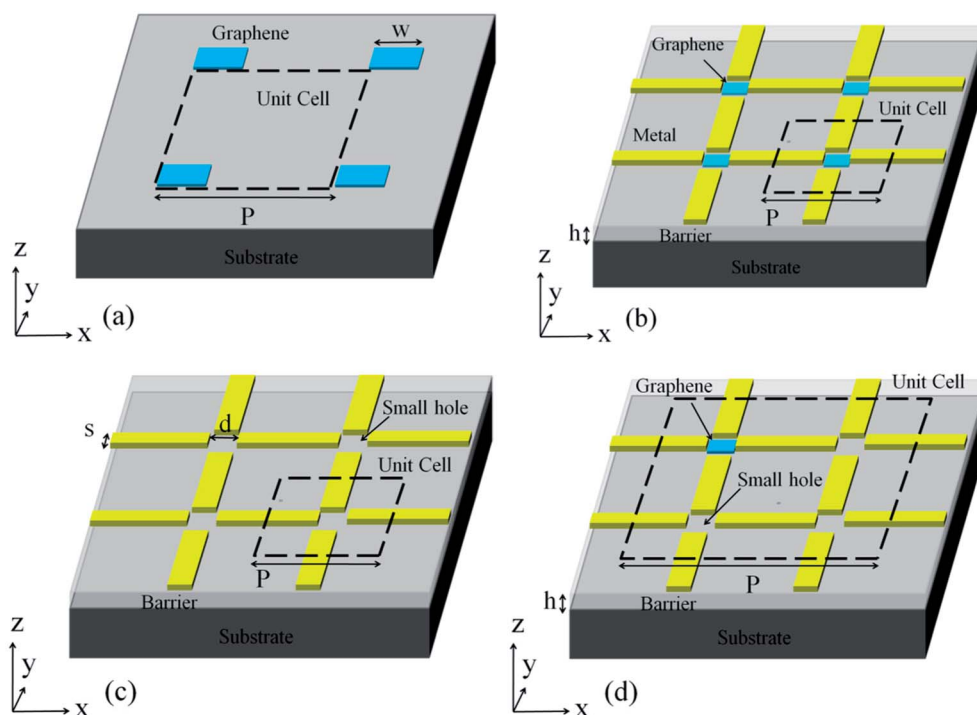 Graphene
W
Unit Cell
P
Substrate
z
y
x
(a)
Graphene
Unit Cell
Metal
P
Barrier
h
Substrate
z
y
x
(b)
Small hole
s
d
Unit Cell
P
Barrier
Substrate
z
y
x
(c)
Graphene
Unit Cell
Small hole
P
Barrier
h
Substrate
z
y
x
(d)